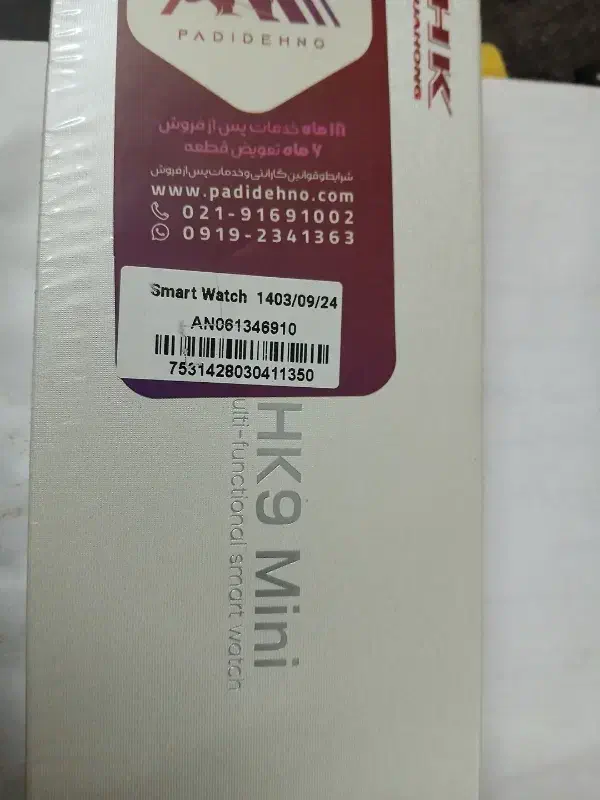 PADIDEHNO
۱۸ ماه خدمات پس از فروش
۶ ماه تعویض قطعه
شرایط و قوانین گارانتی و خدمات پس از فروش
www.padidehno.com
021-91691002
0919-2341363
Smart Watch 1403/09/24
AN061346910
7531428030411350
HK
HK9 Mini
ulti-functional smart watch